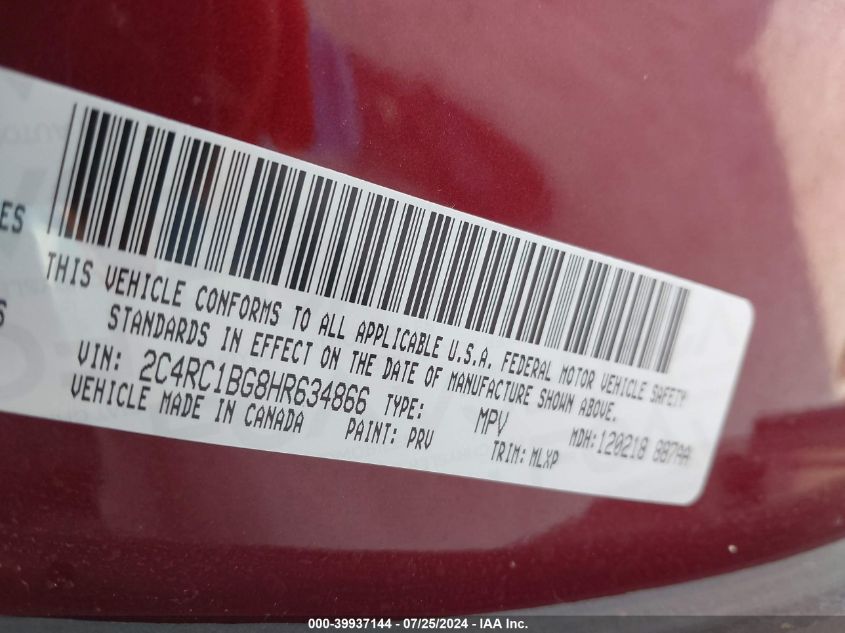 ES
S
THIS VEHICLE CONFORMS TO ALL APPLICABLE U.S.A. FEDERAL MOTOR VEHICLE SAFETY
STANDARDS IN EFFECT ON THE DATE OF MANUFACTURE SHOWN ABOVE.
VIN: 2C4RC1BG8HR634866 TYPE: MPV MDH:120218 887AA
VEHICLE MADE IN CANADA PAINT: PRV TRIM: MLXP
000-39937144 / 07/25/2024 - IAA Inc.